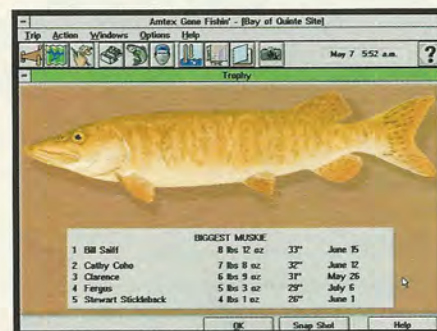 Amtex Gone Fishin' - [Bay of Quinte Site]
Trip Action Windows Options Help
May 7 5:52 a.m. ?
Trophy
BIGGEST MUSKIE
1 Bill Saiff 8 lbs 12 oz 33" June 15
2 Cathy Coho 7 lbs 8 oz 32" June 12
3 Clarence 6 lbs 9 oz 31" May 26
4 Fergus 5 lbs 3 oz 29" July 6
5 Stewart Stickleback 4 lbs 1 oz 26" June 1
OK Snap Shot Help